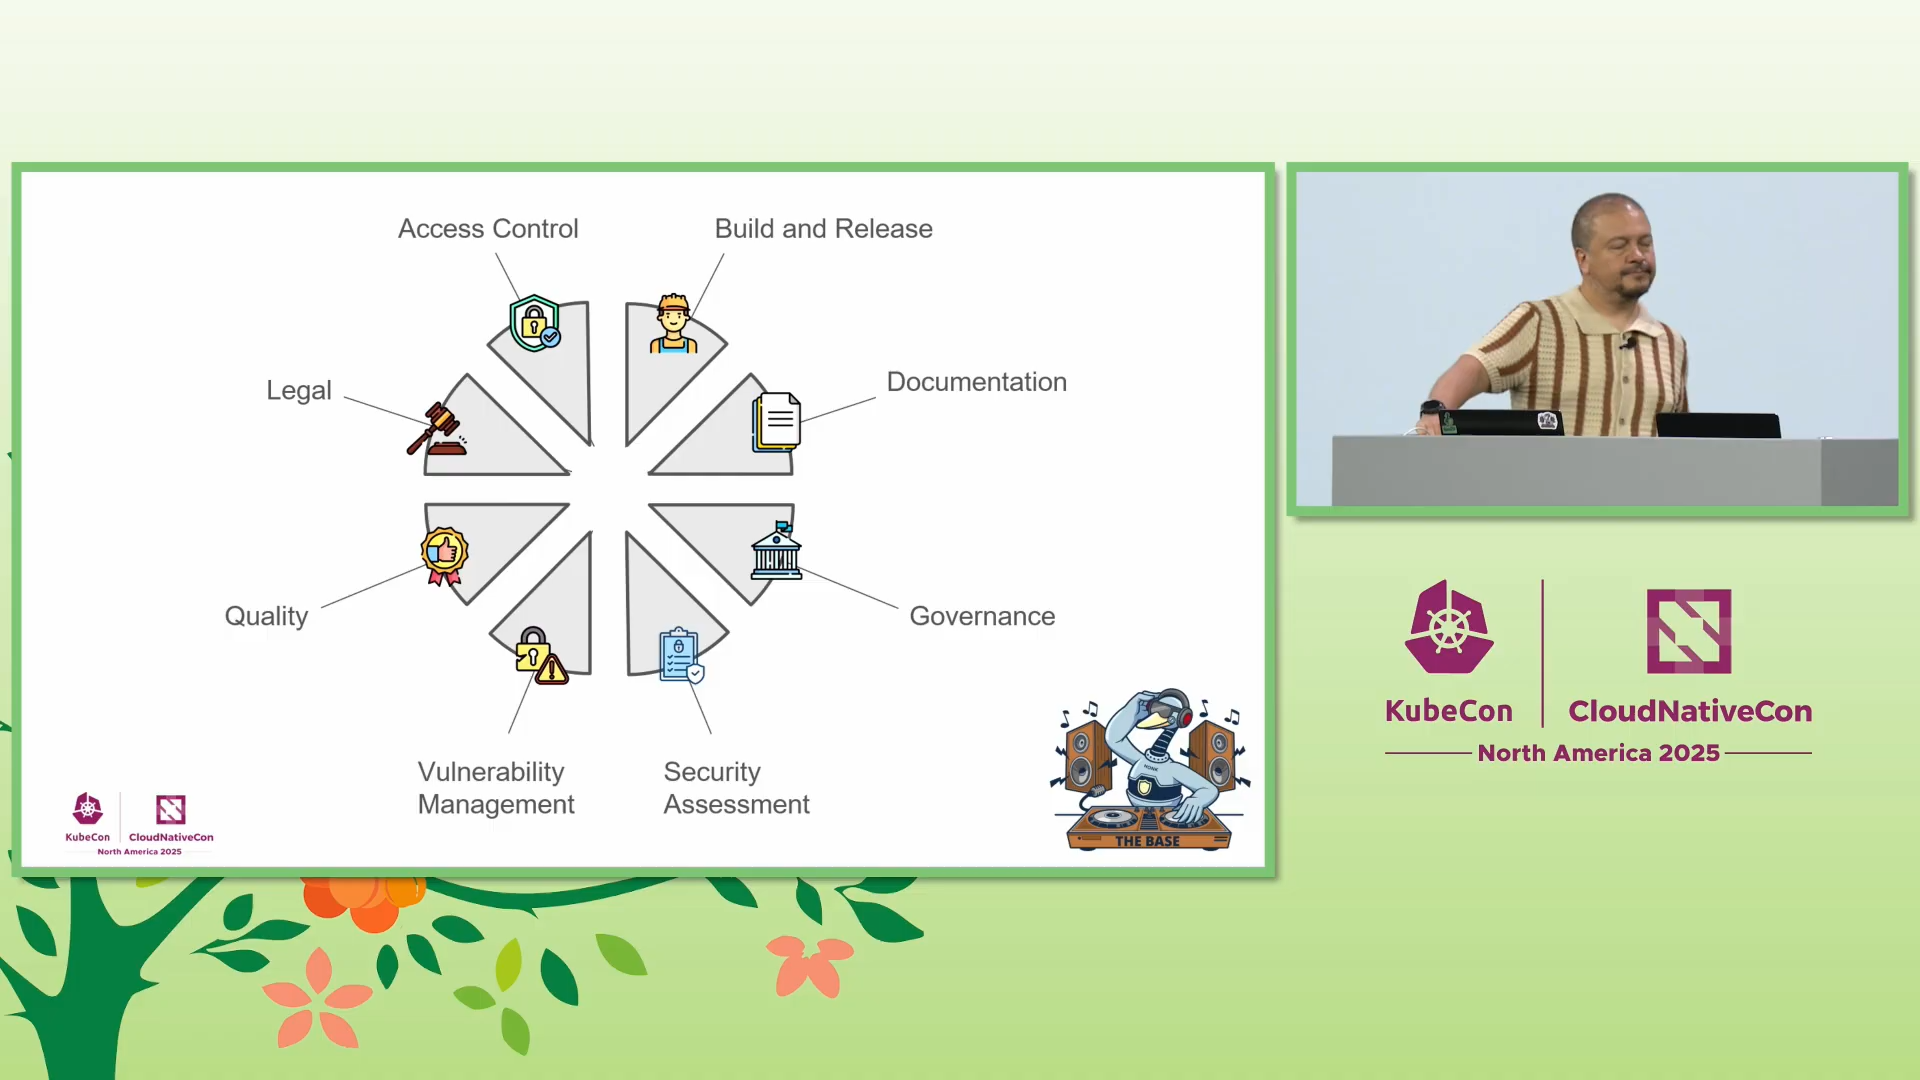 Access Control
Build and Release
Legal
Documentation
Quality
Governance
Vulnerability
Management
Security
Assessment
HONK
THE BASE
KubeCon
CloudNativeCon
North America 2025
KubeCon
CloudNativeCon
North America 2025